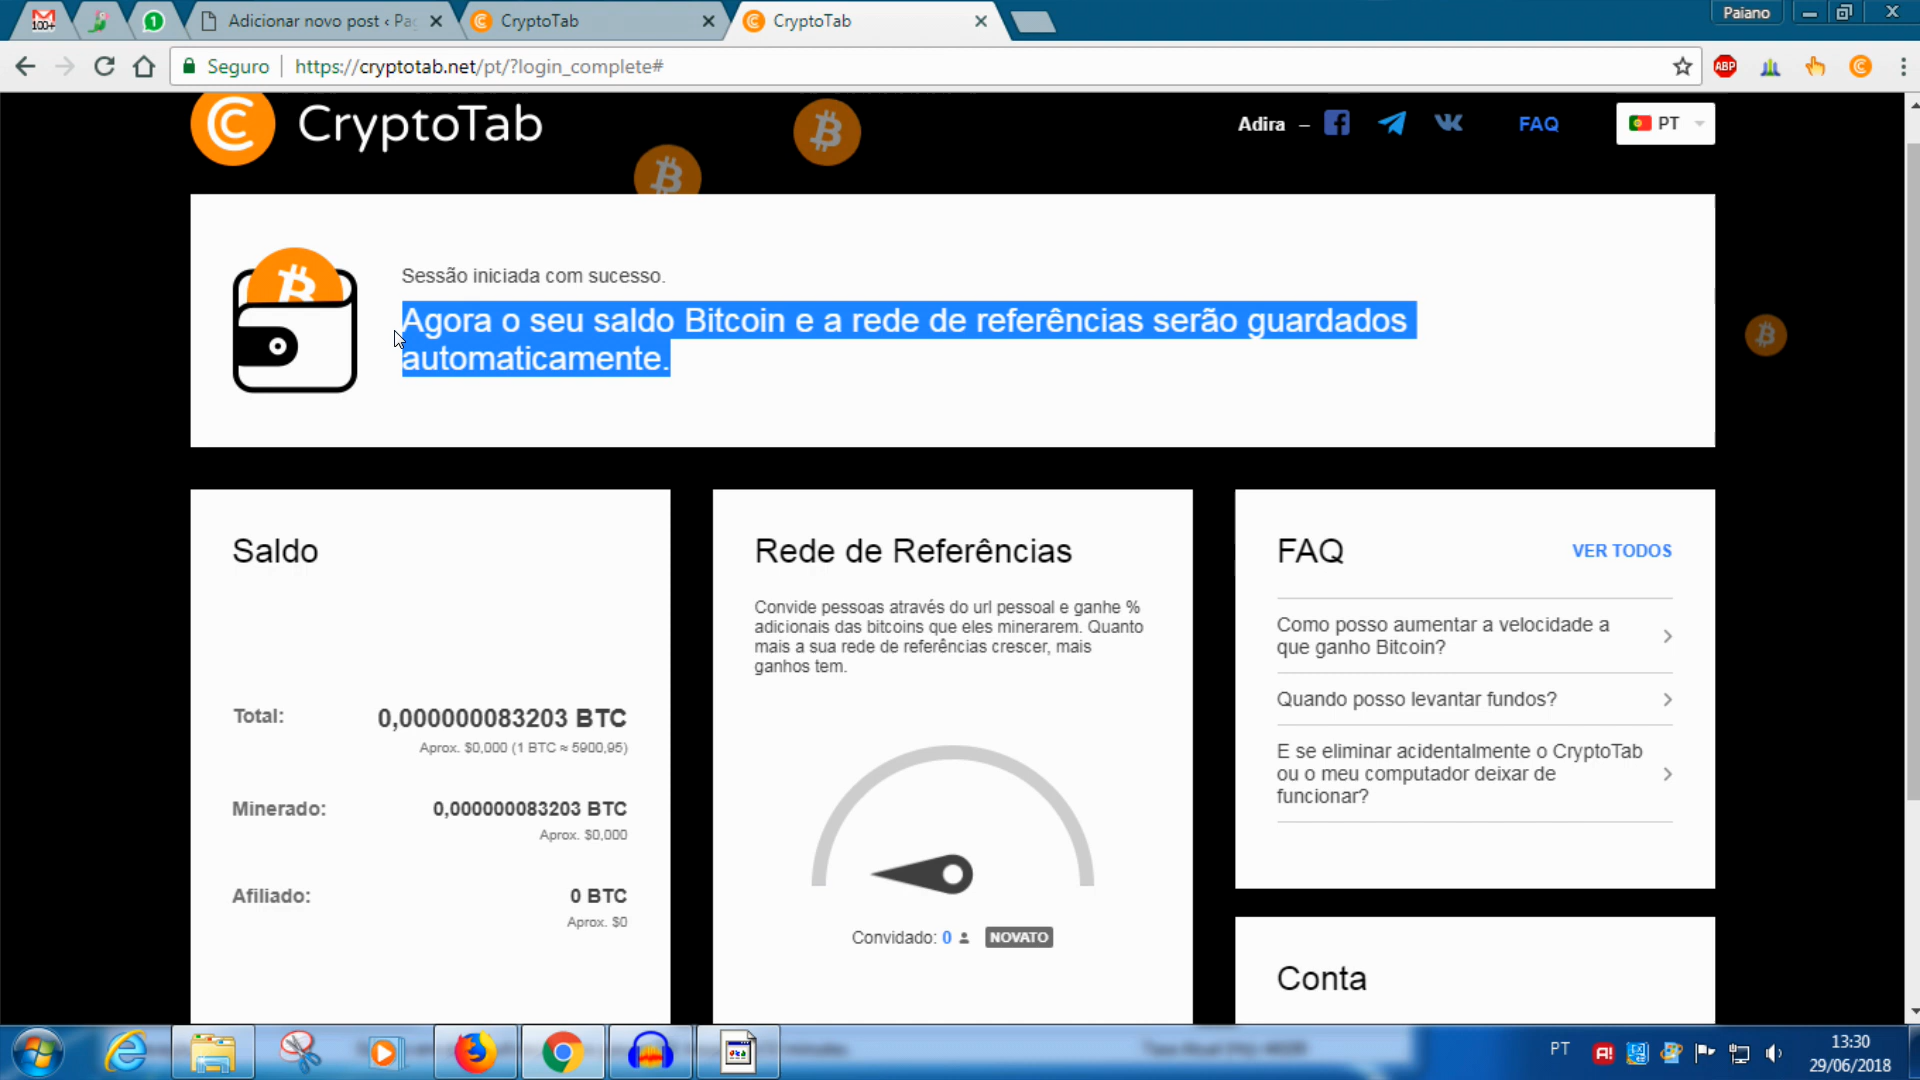 100+
1
Adicionar novo post ‹ Pa
CryptoTab
CryptoTab
Paiano
Seguro
https://cryptotab.net/pt/?login_complete#
ABP
CryptoTab
Adira –
FAQ
PT
Sessão iniciada com sucesso.
Agora o seu saldo Bitcoin e a rede de referências serão guardados
automaticamente.
Saldo
Total:
0,000000083203 BTC
Aprox. $0,000 (1 BTC ≈ 5900,95)
Minerado:
0,000000083203 BTC
Aprox. $0,000
Afiliado:
0 BTC
Aprox. $0
Rede de Referências
Convide pessoas através do url pessoal e ganhe %
adicionais das bitcoins que eles minerarem. Quanto
mais a sua rede de referências crescer, mais
ganhos tem.
Convidado: 0
NOVATO
FAQ
VER TODOS
Como posso aumentar a velocidade a
que ganho Bitcoin?
Quando posso levantar fundos?
E se eliminar acidentalmente o CryptoTab
ou o meu computador deixar de
funcionar?
Conta
PT
13:30
29/06/2018